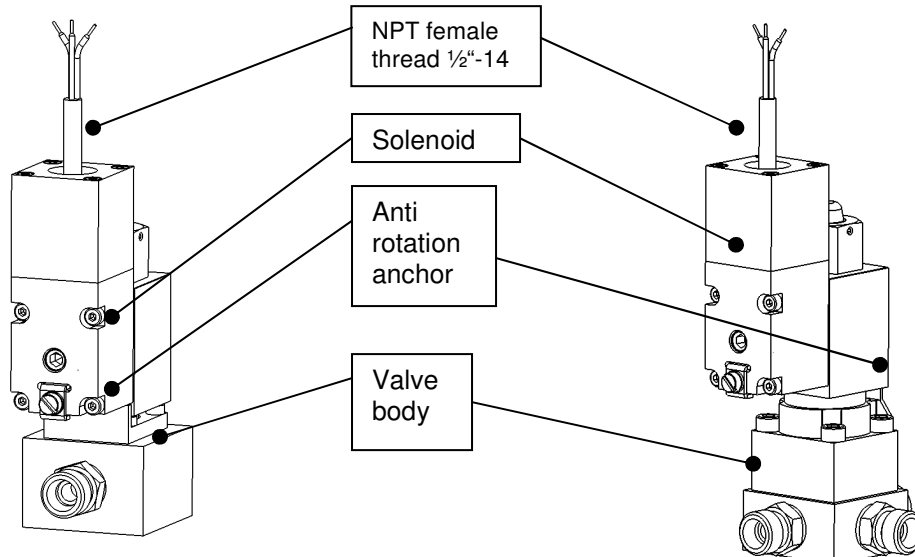 NPT female
thread ½“-14
Solenoid
Anti
rotation
anchor
Valve
body